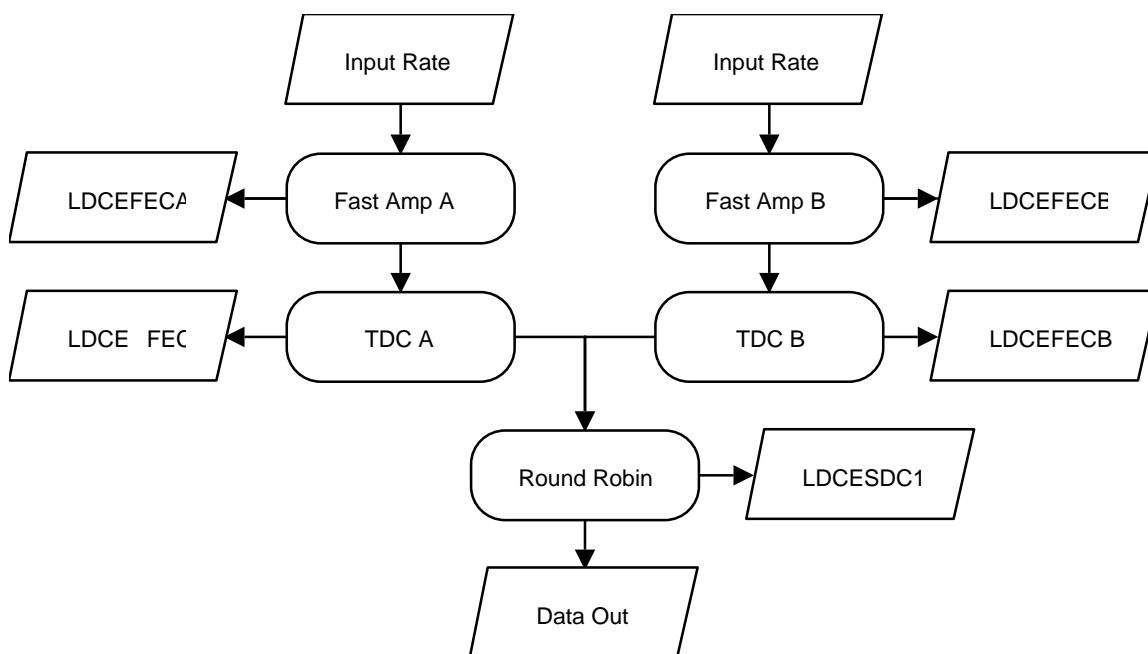 Input Rate
Input Rate
LDCEFECA
Fast Amp A
Fast Amp B
LDCEFECB
LDCE FEC
TDC A
TDC B
LDCEFECB
Round Robin
LDCESDC1
Data Out